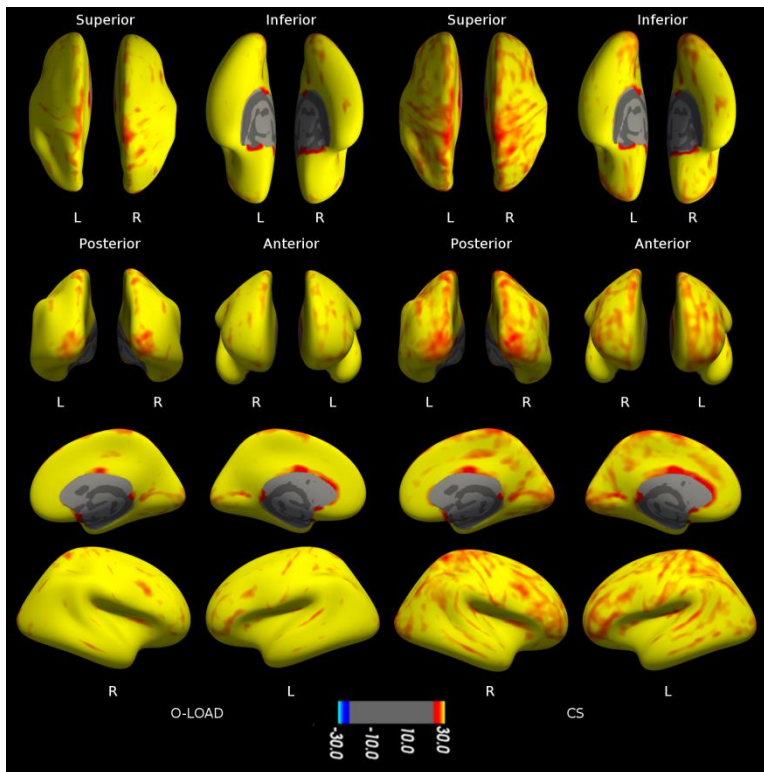 Superior Inferior Superior Inferior
L R L R L R L R
Posterior Anterior Posterior Anterior
L R R L L R R L
R L R L
O-LOAD CS
-30.0 -10.0 10.0 30.0